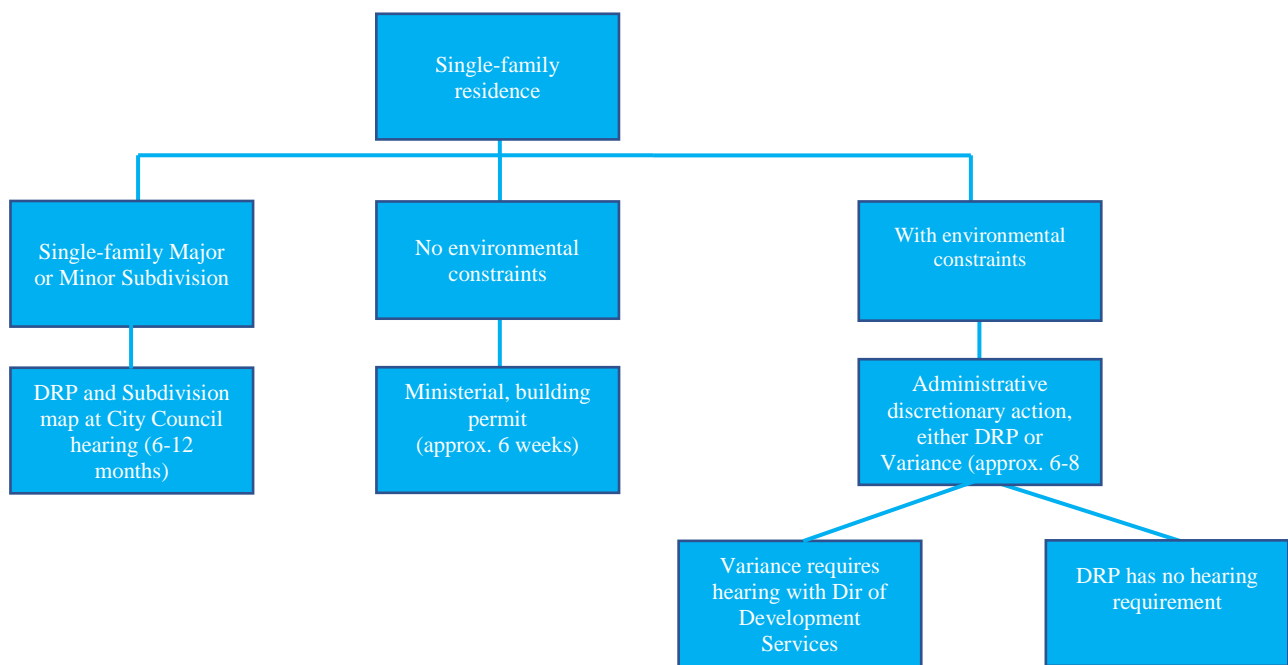 Single-family
residence
Single-family Major
or Minor Subdivision
No environmental
constraints
With environmental
constraints
DRP and Subdivision
map at City Council
hearing (6-12
months)
Ministerial, building
permit
(approx. 6 weeks)
Administrative
discretionary action,
either DRP or
Variance (approx. 6-8
Variance requires
hearing with Dir of
Development
Services
DRP has no hearing
requirement